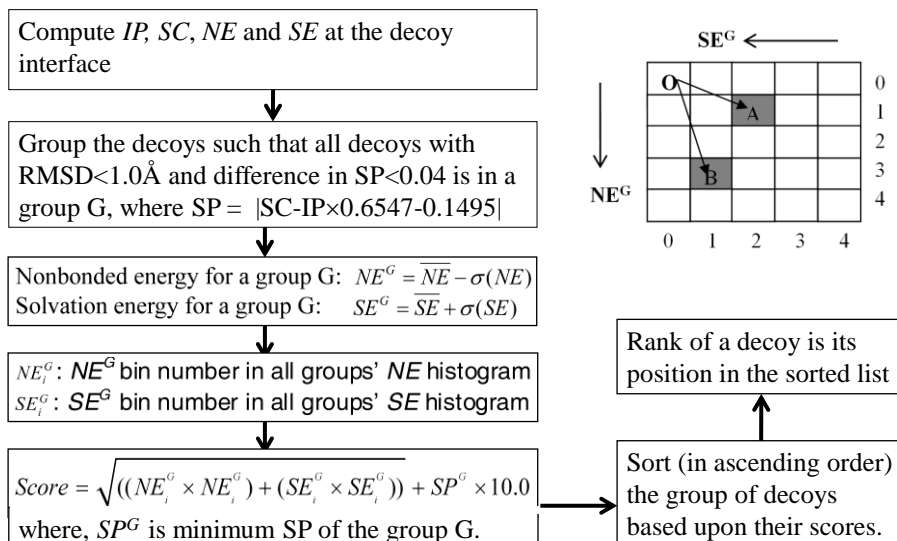 Compute IP, SC, NE and SE at the decoy
interface
Group the decoys such that all decoys with
RMSD<1.0Å and difference in SP<0.04 is in a
group G, where SP = |SC-IP×0.6547-0.1495|
Nonbonded energy for a group G: NE^G = \overline{NE} − σ(NE)
Solvation energy for a group G: SE^G = \overline{SE} + σ(SE)
NE_i^G: NE^G bin number in all groups' NE histogram
SE_i^G: SE^G bin number in all groups' SE histogram
Score = √((NE_i^G × NE_i^G) + (SE_i^G × SE_i^G)) + SP^G × 10.0
where, SP^G is minimum SP of the group G.
Sort (in ascending order)
the group of decoys
based upon their scores.
Rank of a decoy is its
position in the sorted list
SE^G
O
0
A
1
2
B
3
NE^G
4
0 1 2 3 4